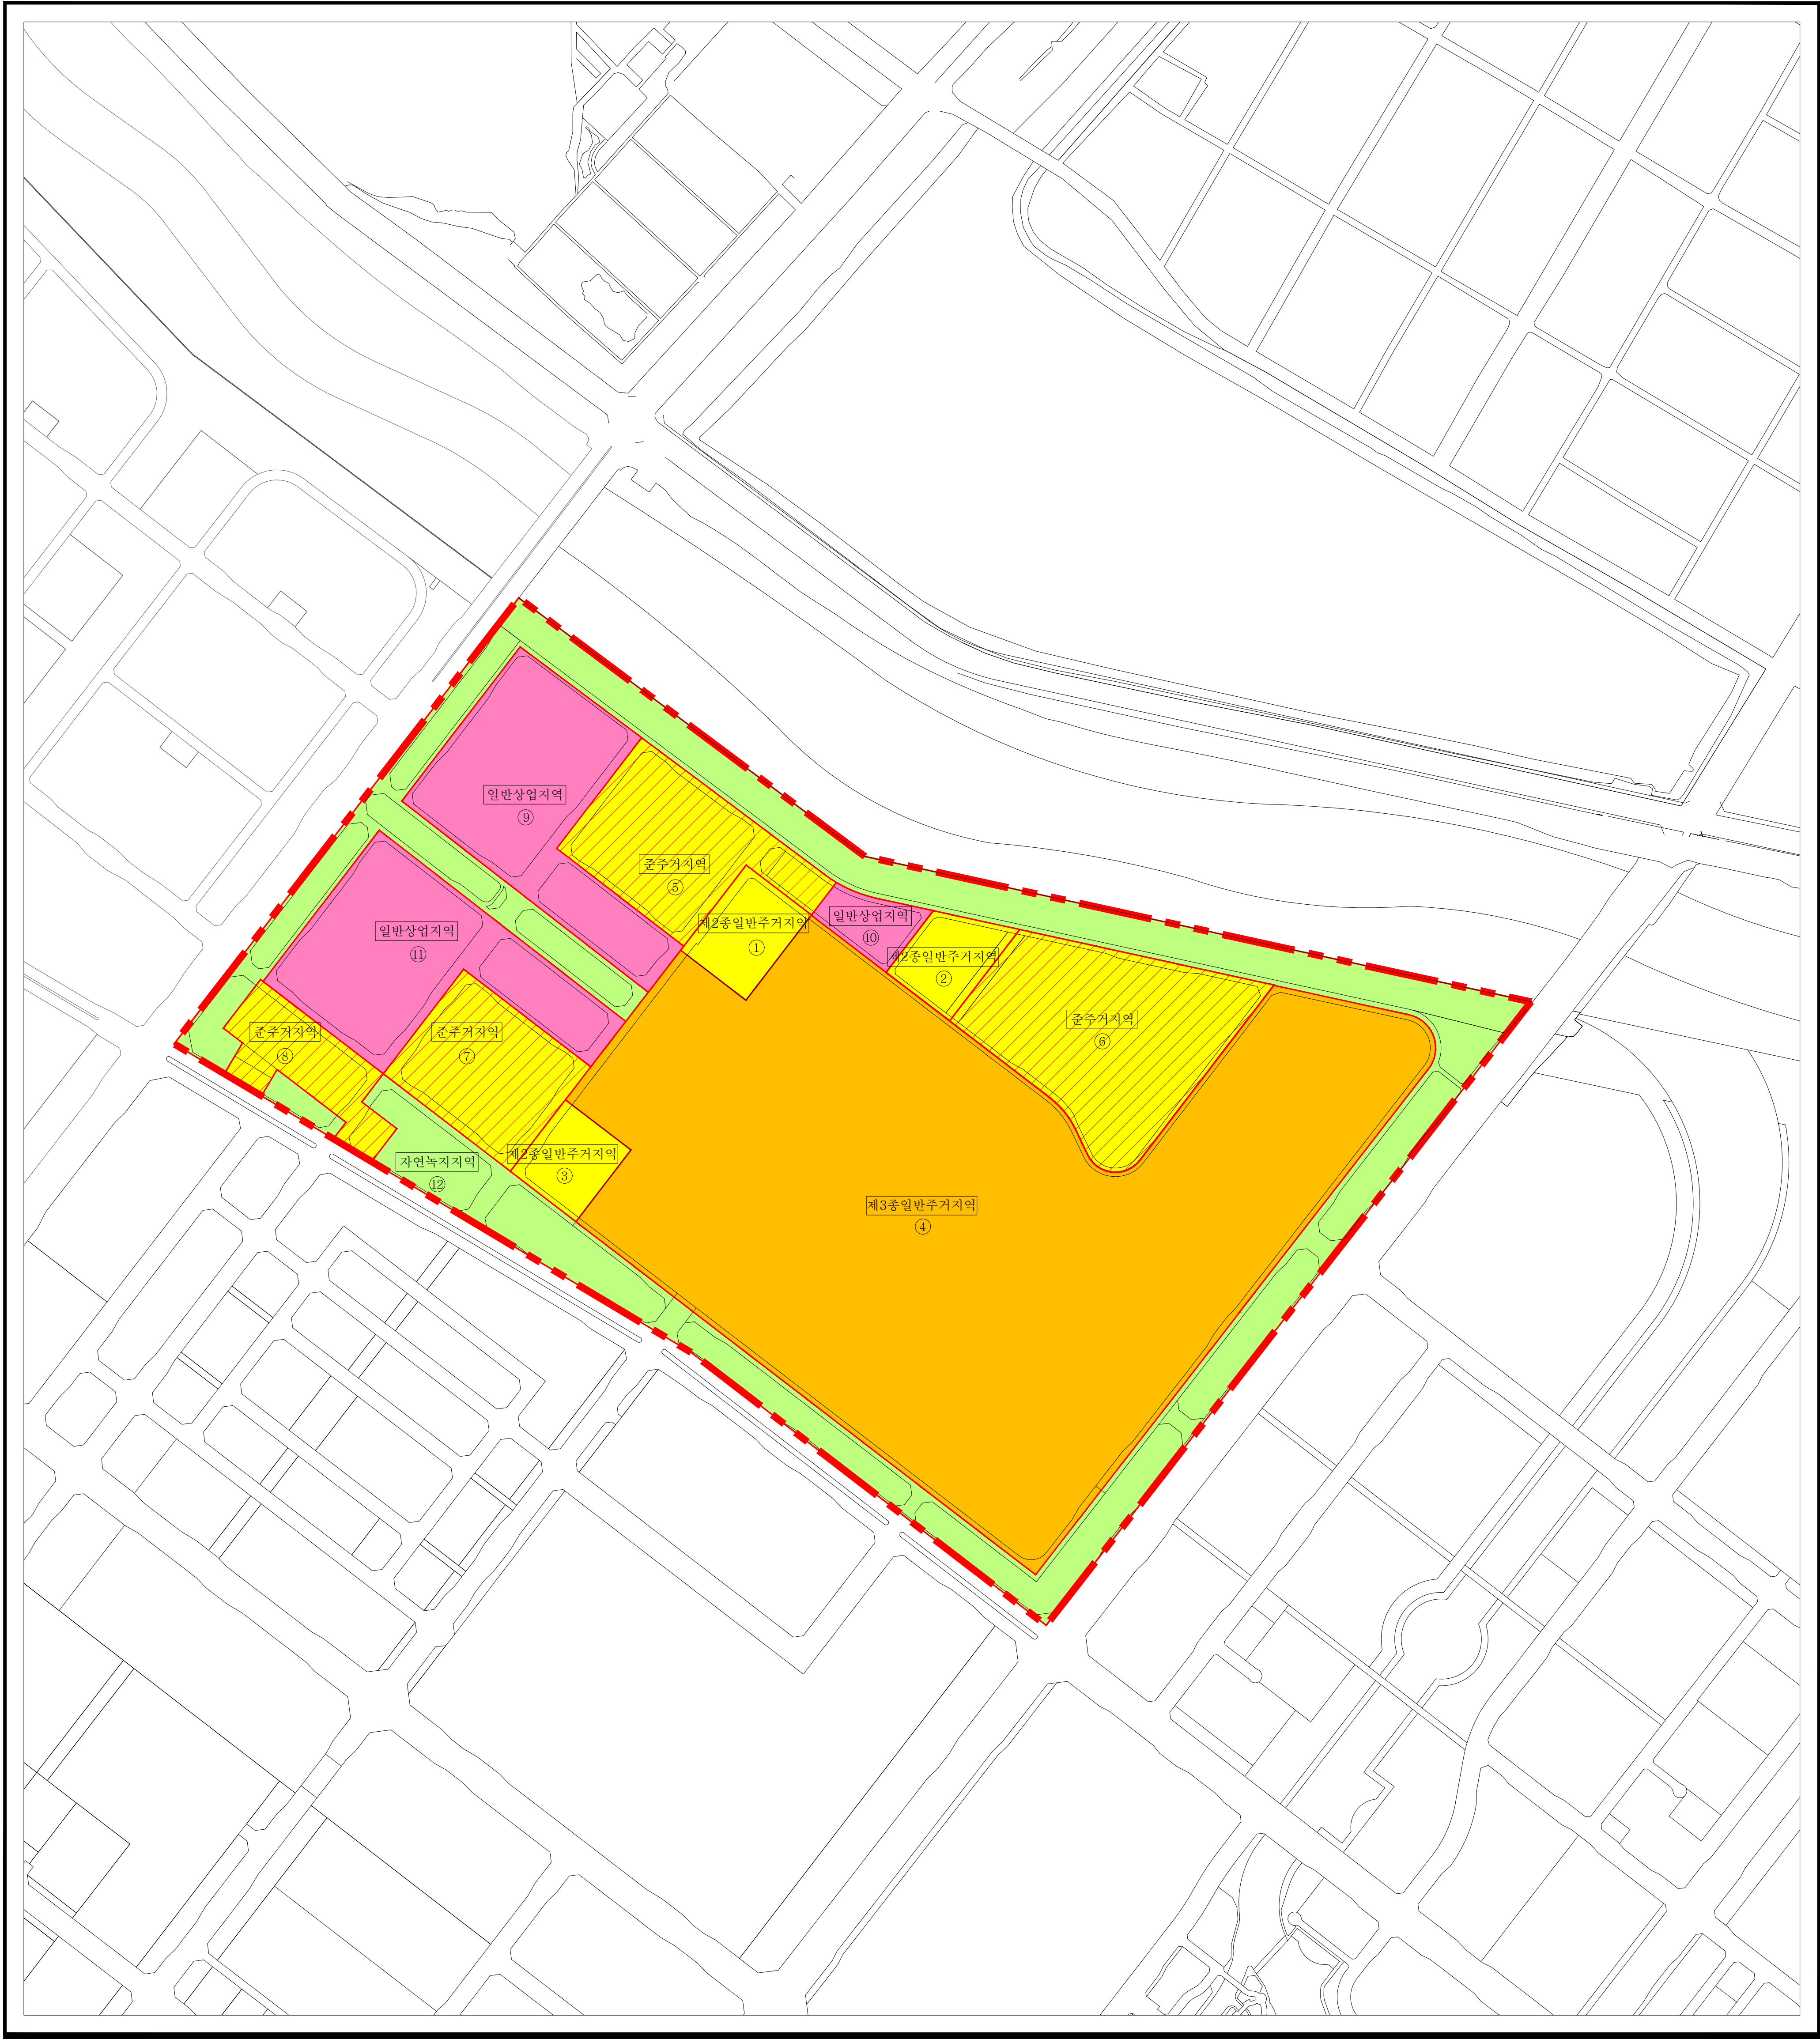 일반상업지역
⑨
준주거지역
⑤
제2종일반주거지역
①
일반상업지역
⑩
일반상업지역
⑪
제2종일반주거지역
②
준주거지역
⑥
준주거지역
⑧
준주거지역
⑦
제2종일반주거지역
③
자연녹지지역
⑫
제3종일반주거지역
④